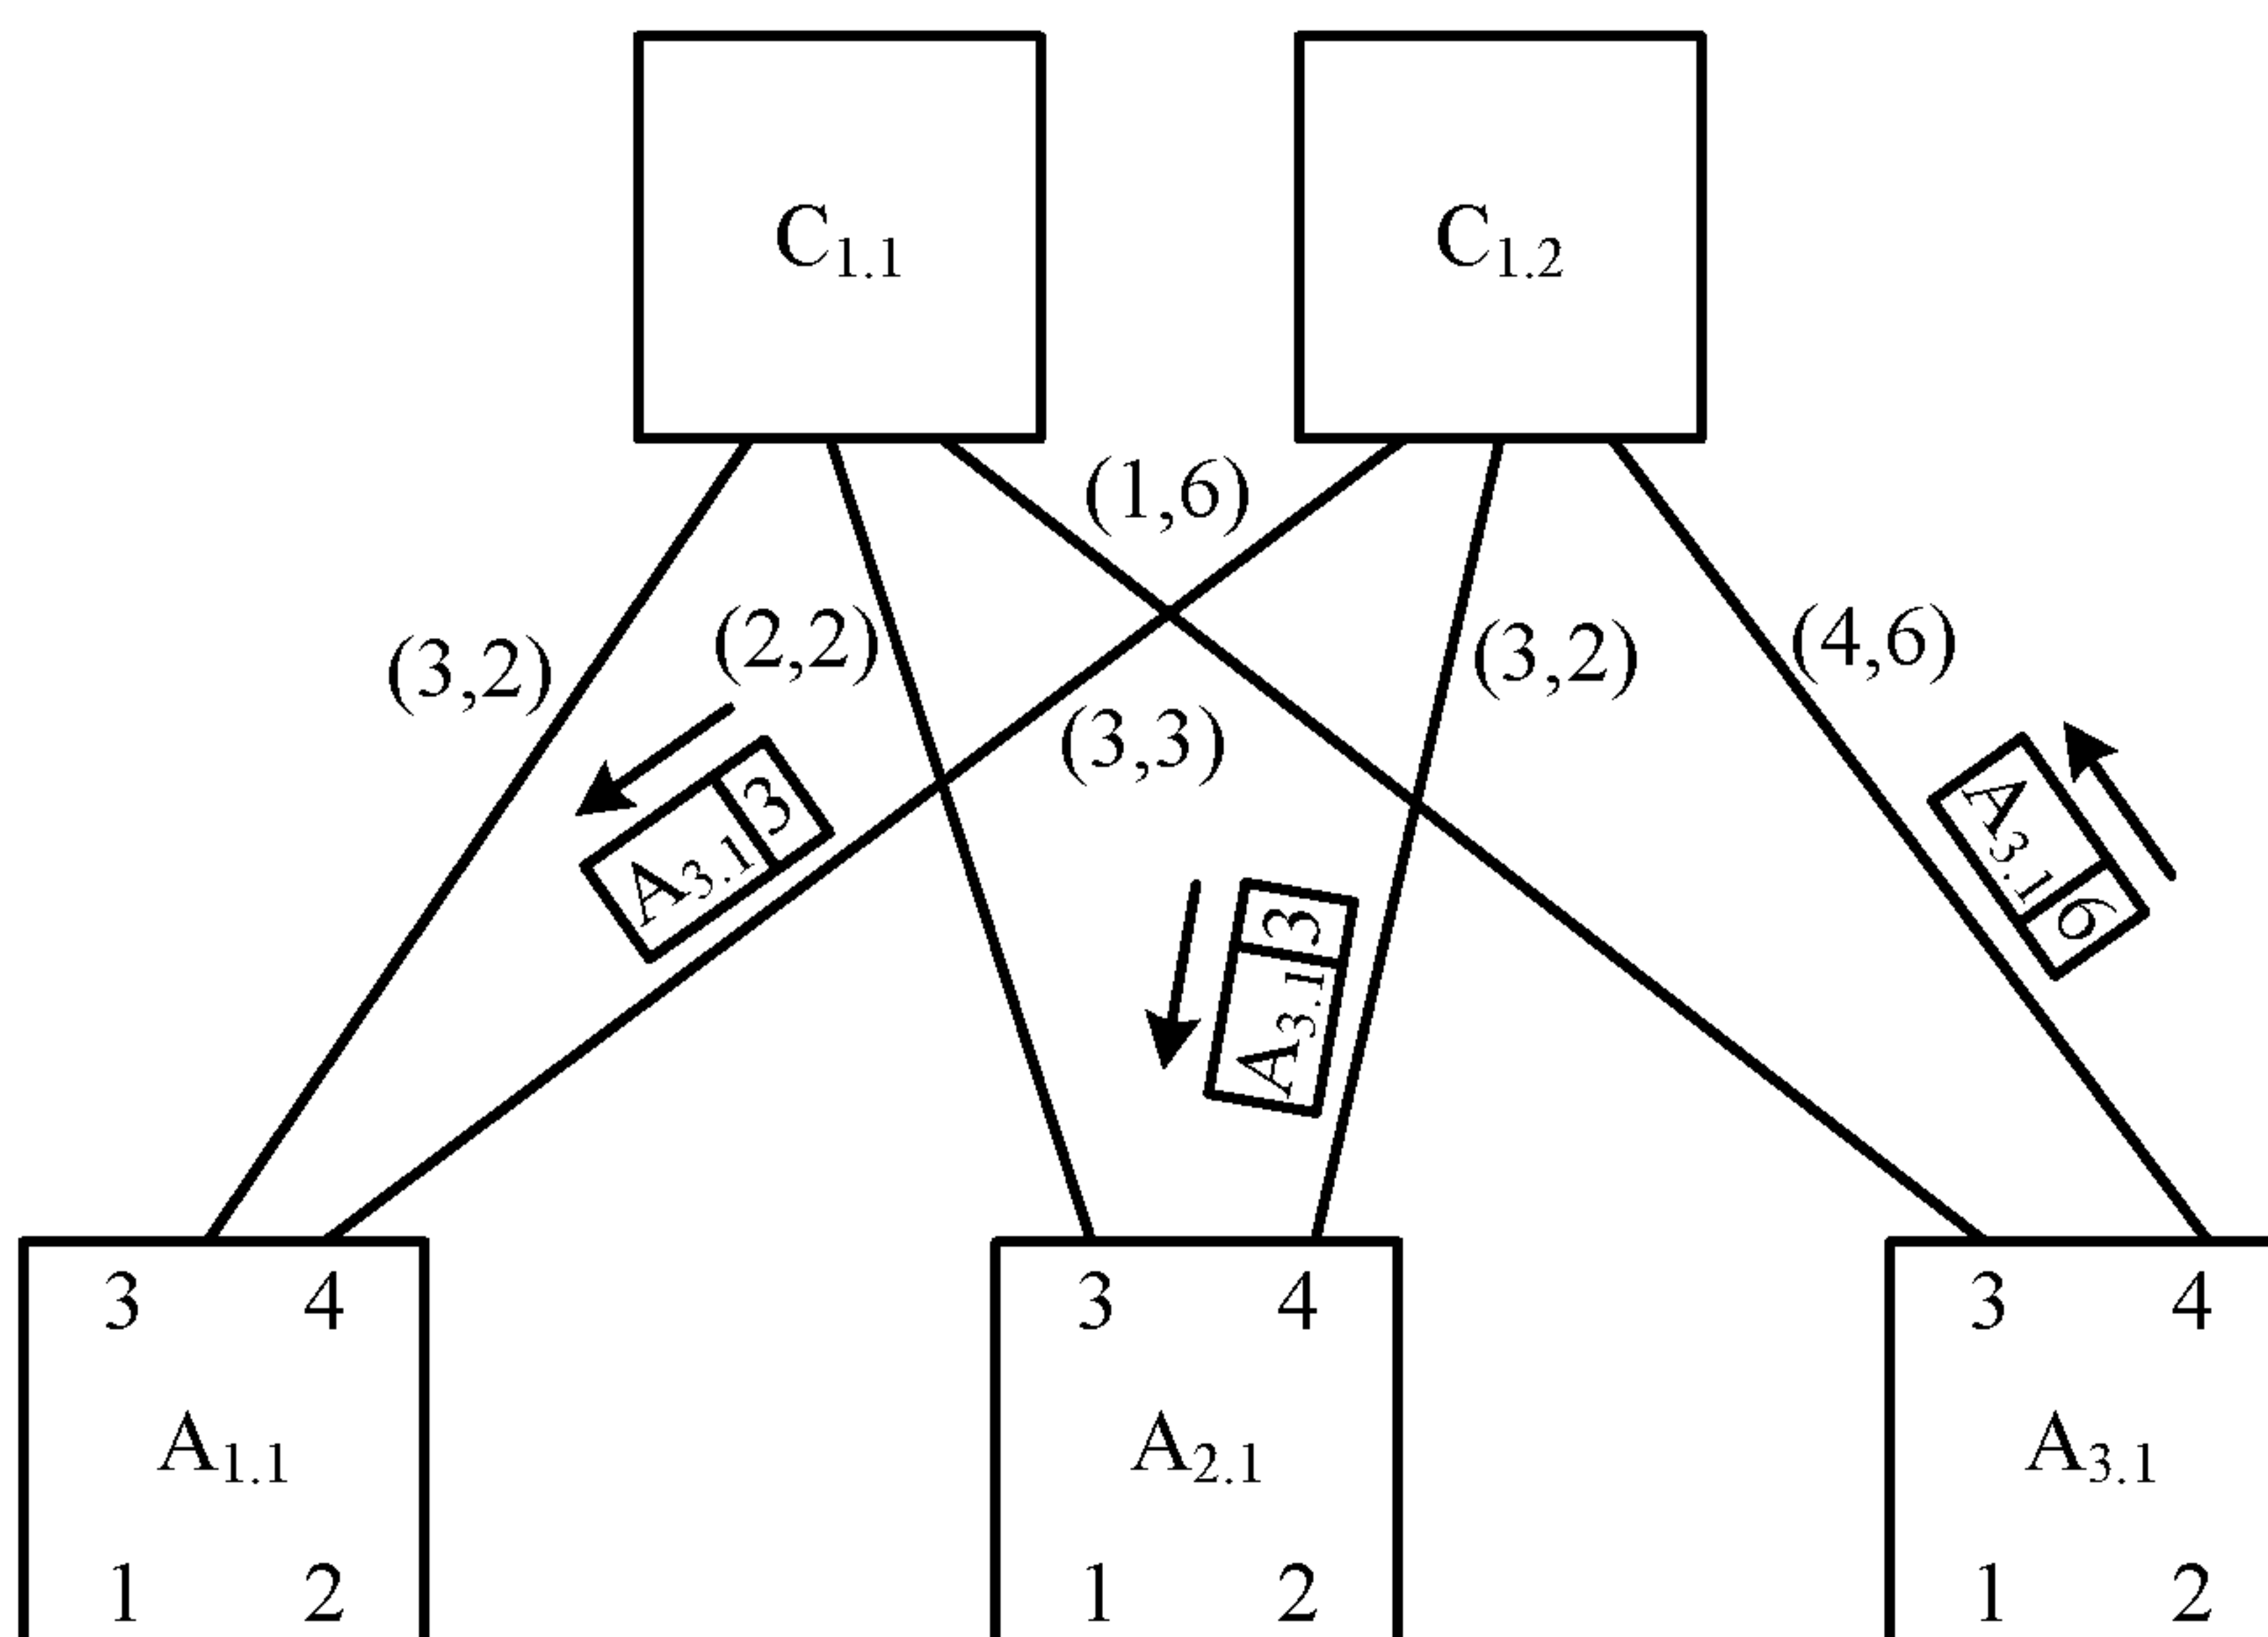 C1.1
C1.2
(1,6)
(3,2)
(2,2)
(3,3)
(3,2)
(4,6)
A3.1 3
A3.1 3
A3.1 6
3 4
A1.1
1 2
3 4
A2.1
1 2
3 4
A3.1
1 2